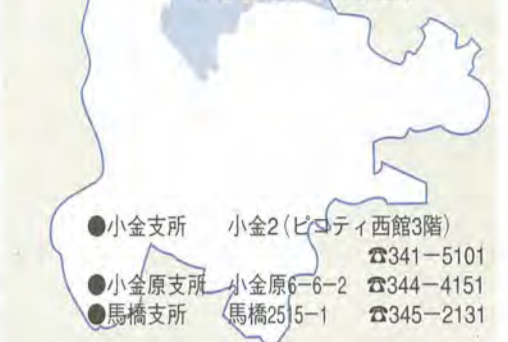 ●小金支所 小金2(ピコティ西館3階)
☎341-5101
●小金原支所 小金原6-6-2 ☎344-4151
●馬橋支所 馬橋2515-1 ☎345-2131